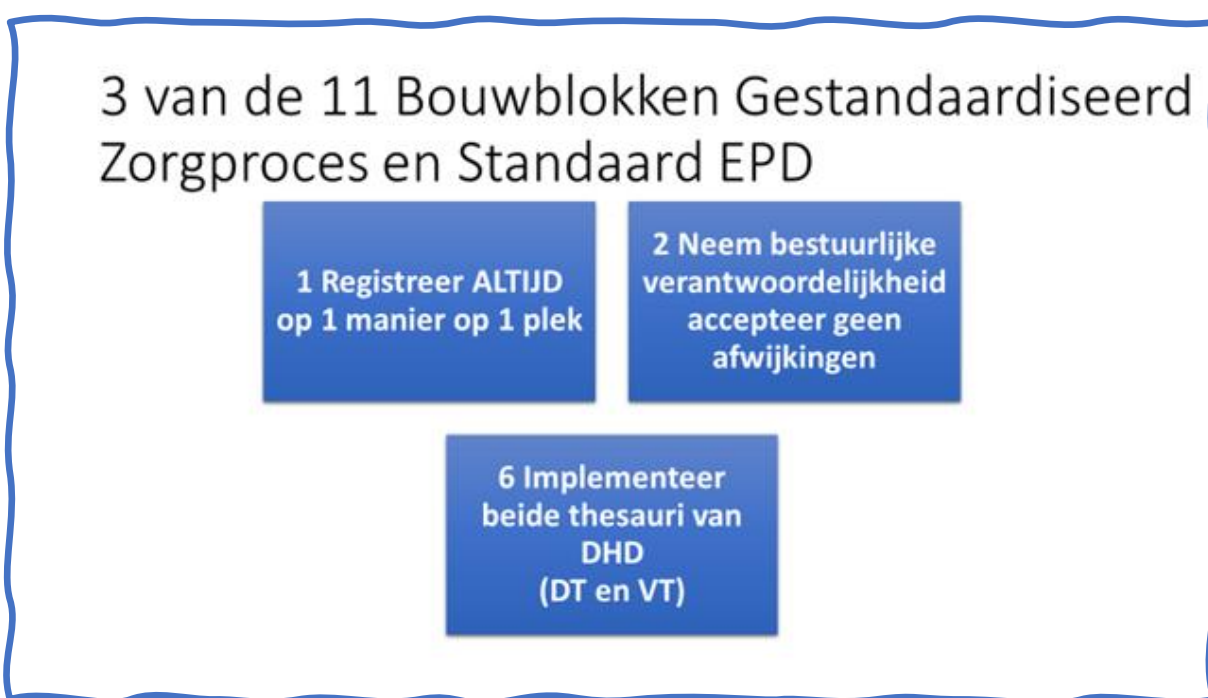 3 van de 11 Bouwblokken Gestandaardiseerd
Zorgproces en Standaard EPD
1 Registreer ALTIJD
op 1 manier op 1 plek
2 Neem bestuurlijke
verantwoordelijkheid
accepteer geen
afwijkingen
6 Implementeer
beide thesauri van
DHD
(DT en VT)